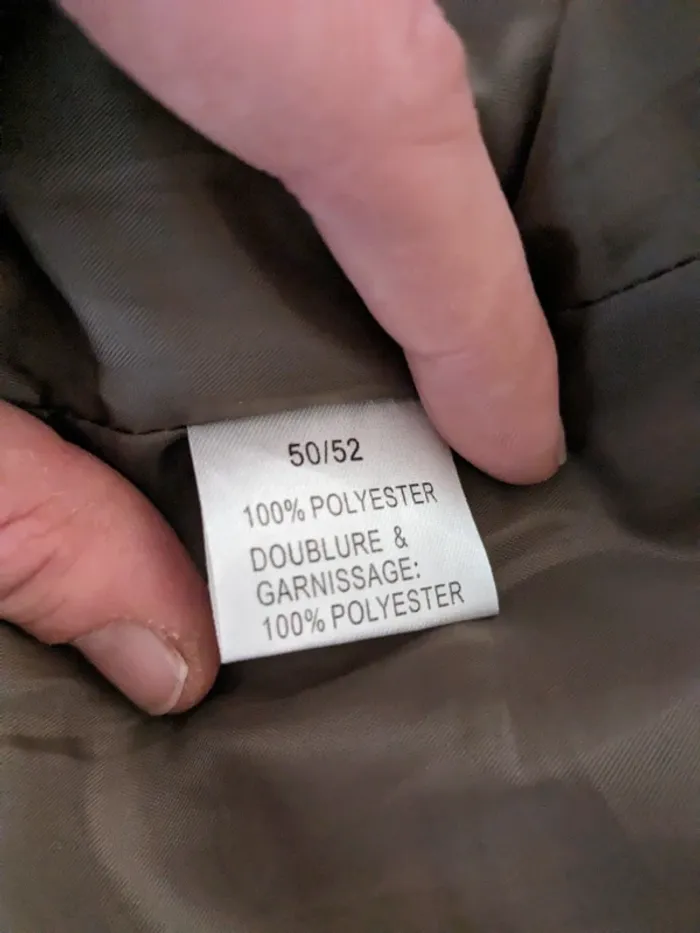 50/52
100% POLYESTER
DOUBLURE &
GARNISSAGE:
100% POLYESTER